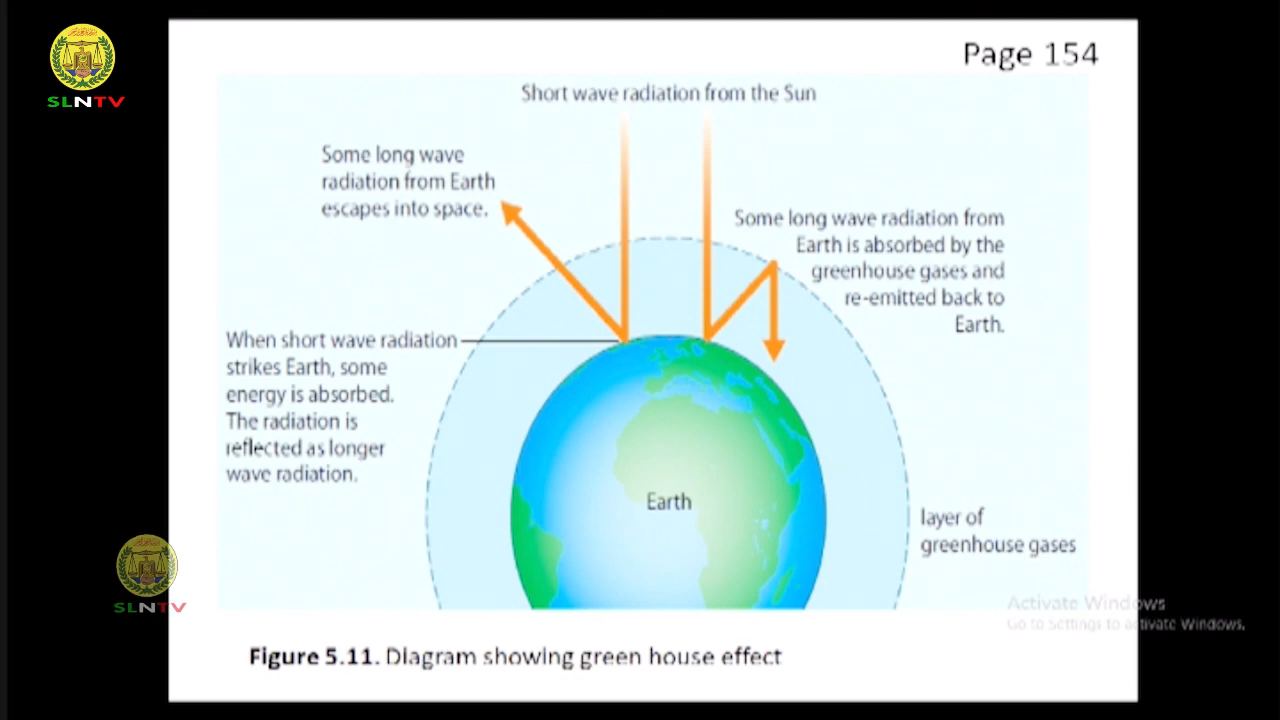 SLNTV
Page 154
Short wave radiation from the Sun
Some long wave
radiation from Earth
escapes into space.
Some long wave radiation from
Earth is absorbed by the
greenhouse gases and
re-emitted back to
Earth.
When short wave radiation
strikes Earth, some
energy is absorbed.
The radiation is
reflected as longer
wave radiation.
Earth
layer of
greenhouse gases
SLNTV
Activate Windows
Go to Settings to activate Windows.
Figure 5.11. Diagram showing green house effect